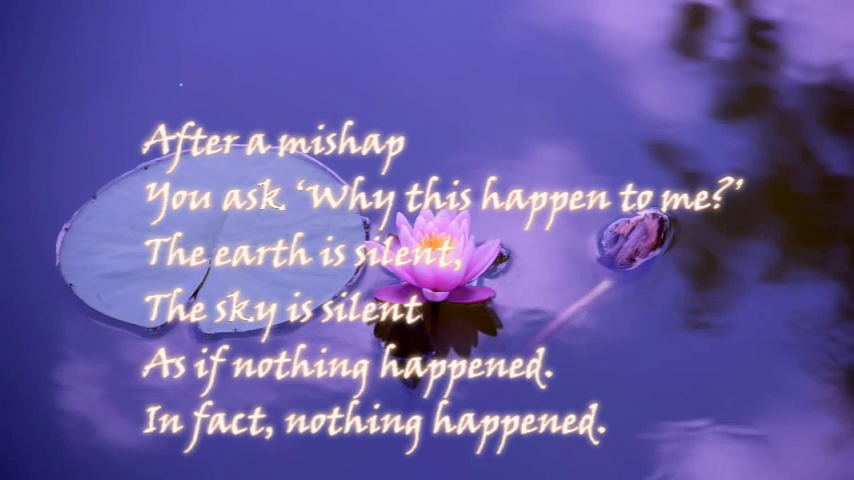 After a mishap
You ask ‘Why this happen to me?’
The earth is silent,
The sky is silent
As if nothing happened.
In fact, nothing happened.